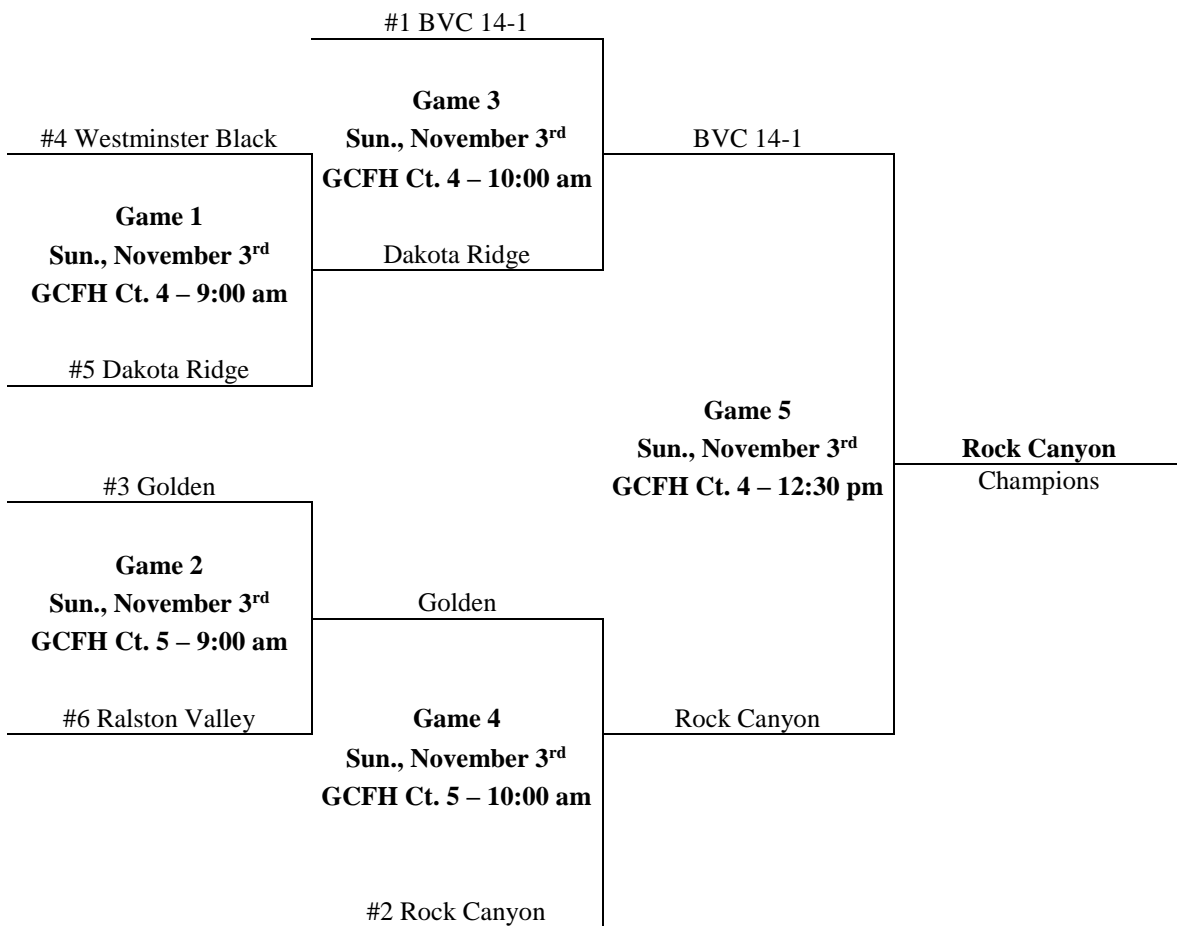 #1 BVC 14-1
Game 3
Sun., November 3rd
GCFH Ct. 4 – 10:00 am
#4 Westminster Black
BVC 14-1
Game 1
Sun., November 3rd
GCFH Ct. 4 – 9:00 am
Dakota Ridge
#5 Dakota Ridge
Game 5
Sun., November 3rd
GCFH Ct. 4 – 12:30 pm
Rock Canyon
Champions
#3 Golden
Game 2
Sun., November 3rd
GCFH Ct. 5 – 9:00 am
Golden
#6 Ralston Valley
Game 4
Sun., November 3rd
GCFH Ct. 5 – 10:00 am
Rock Canyon
#2 Rock Canyon